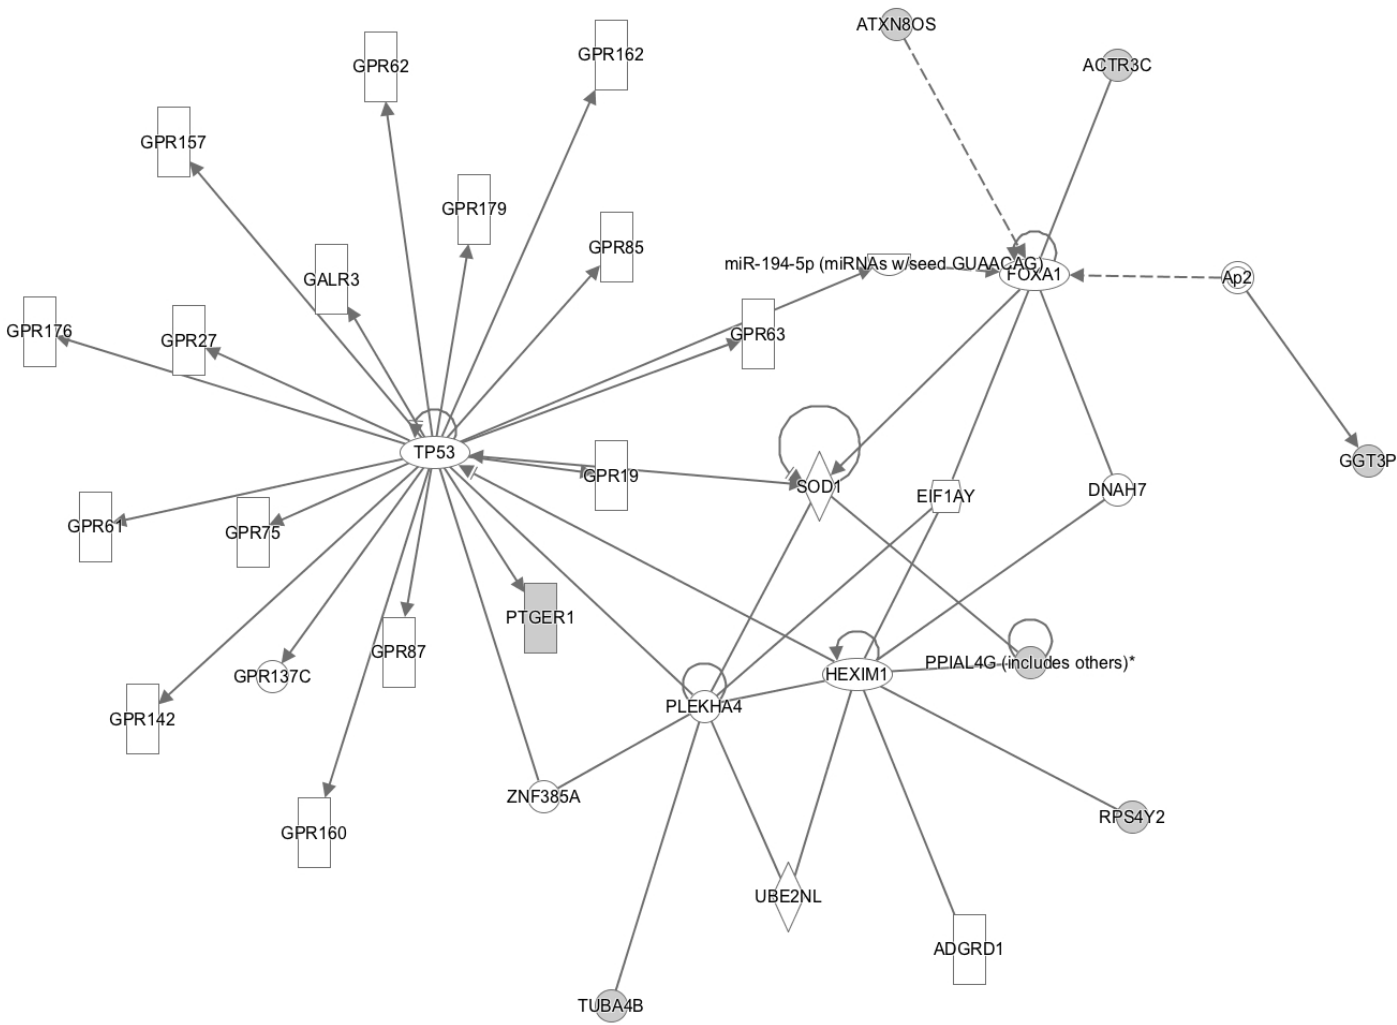 ATXN8OS
GPR162
GPR62
ACTR3C
GPR157
GPR179
GPR85
miR-194-5p (miRNAs w/seed GUAACAG)
FOXA1
Ap2
GALR3
GPR176
GPR27
GPR63
TP53
GGT3P
GPR19
SOD1
EIF1AY
DNAH7
GPR61
GPR75
PTGER1
GPR87
PPIAL4G (includes others)*
GPR137C
HEXIM1
PLEKHA4
GPR142
ZNF385A
RPS4Y2
GPR160
UBE2NL
ADGRD1
TUBA4B